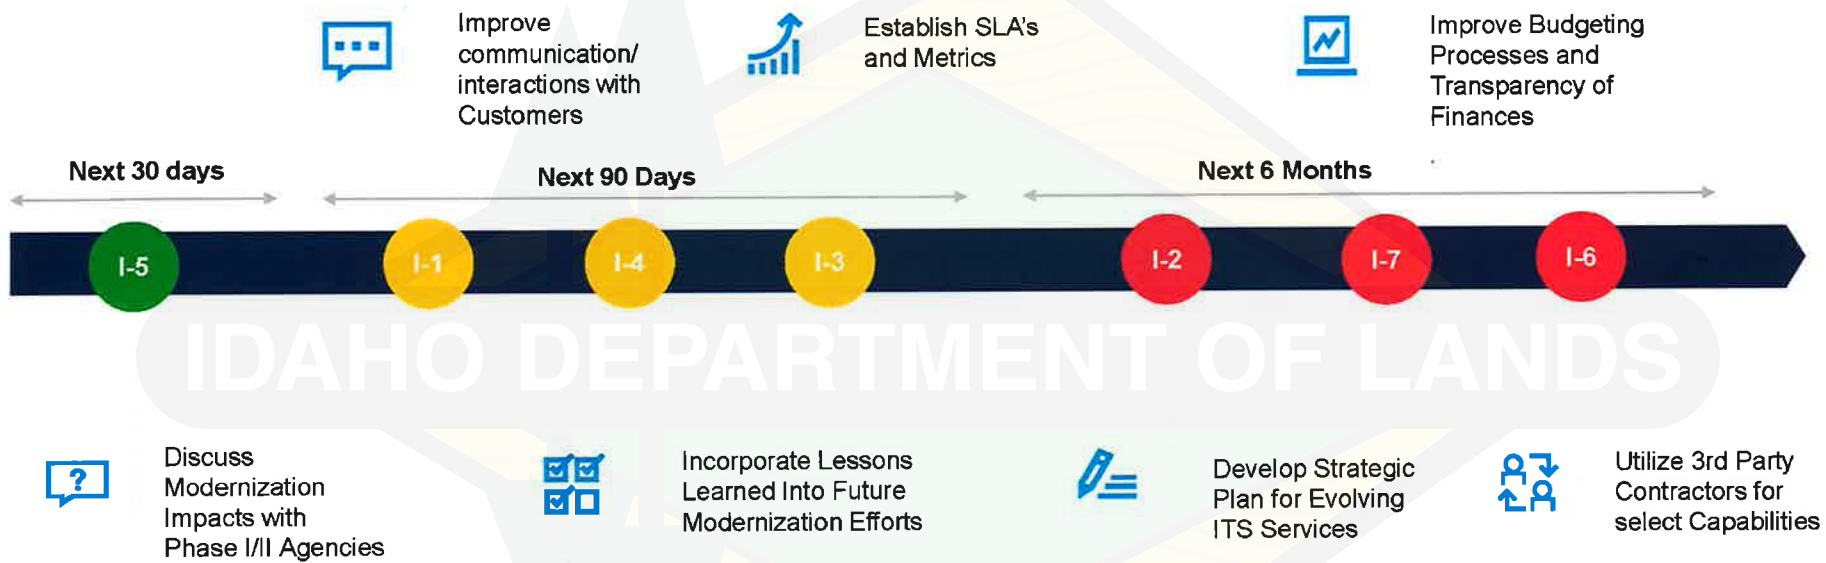 Improve
communication/
interactions with
Customers
Establish SLA's
and Metrics
Improve Budgeting
Processes and
Transparency of
Finances
Next 30 days
Next 90 Days
Next 6 Months
I-5
I-1
I-4
I-3
I-2
I-7
I-6
IDAHO DEPARTMENT OF LANDS
?
Discuss
Modernization
Impacts with
Phase I/II Agencies
Incorporate Lessons
Learned Into Future
Modernization Efforts
Develop Strategic
Plan for Evolving
ITS Services
Utilize 3rd Party
Contractors for
select Capabilities